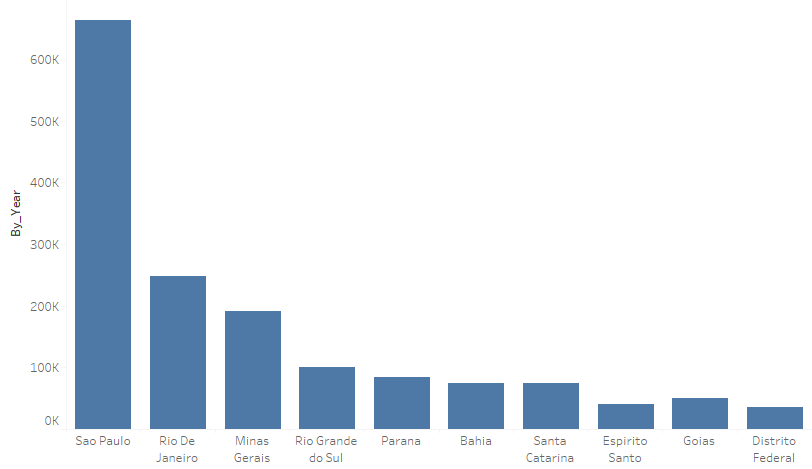 600K
500K
400K
300K
200K
100K
0K
By_Year
Sao Paulo
Rio De
Janeiro
Minas
Gerais
Rio Grande
do Sul
Parana
Bahia
Santa
Catarina
Espirito
Santo
Goias
Distrito
Federal